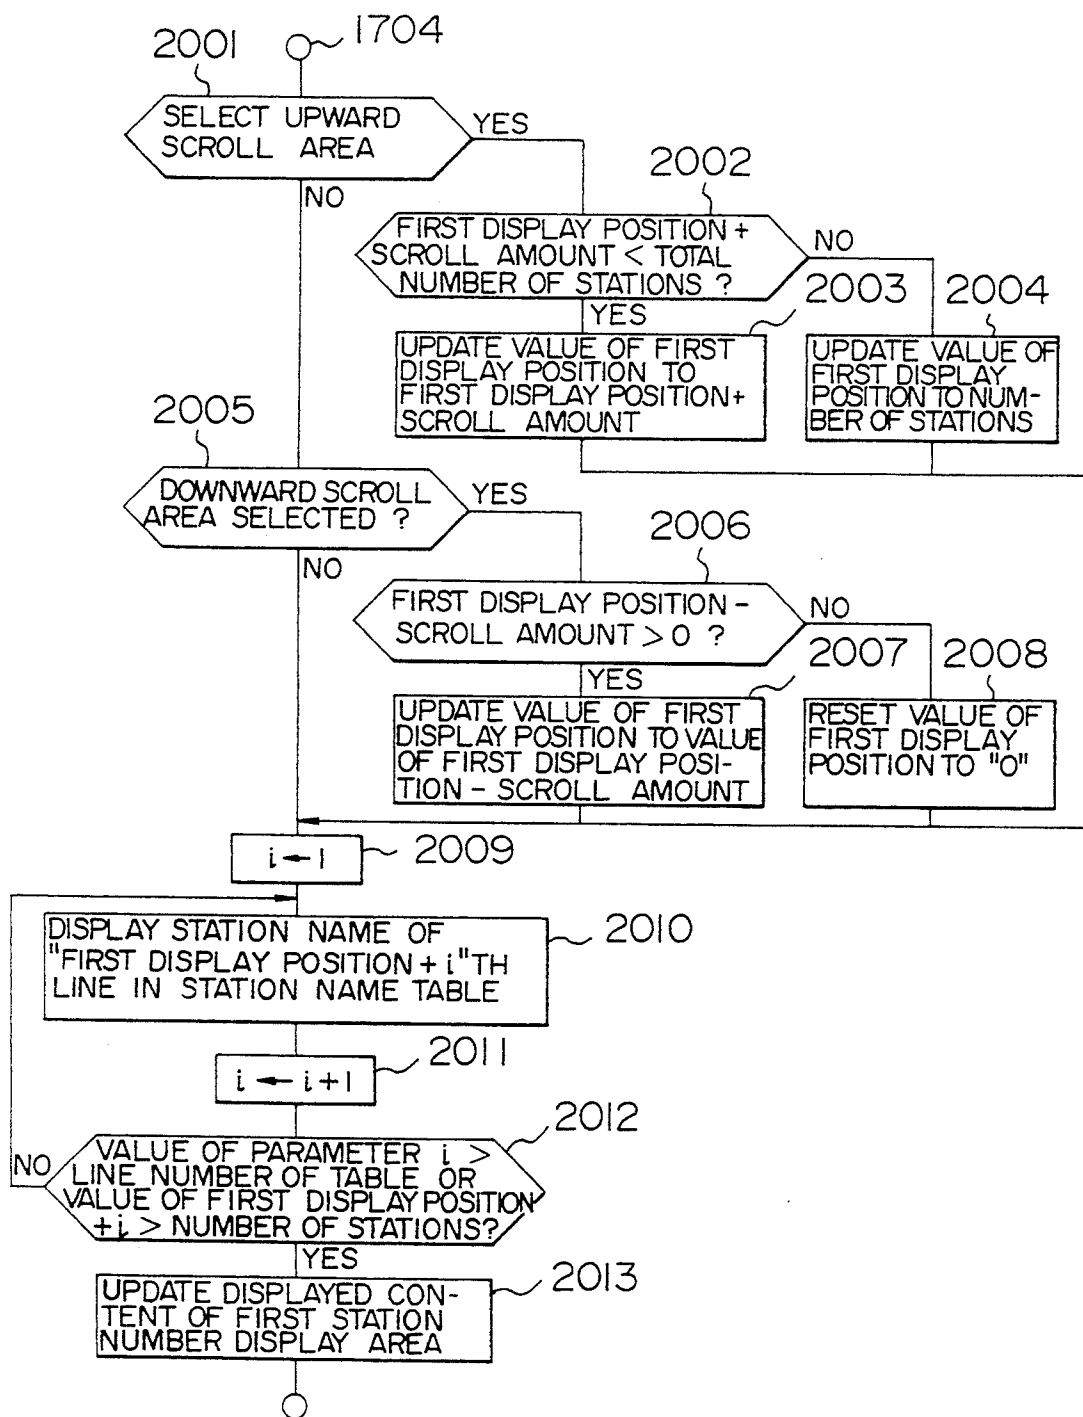 1704
2001
SELECT UPWARD
SCROLL AREA
YES
NO
2002
FIRST DISPLAY POSITION +
SCROLL AMOUNT < TOTAL
NUMBER OF STATIONS ?
NO
YES
2003
UPDATE VALUE OF FIRST
DISPLAY POSITION TO
FIRST DISPLAY POSITION +
SCROLL AMOUNT
2004
UPDATE VALUE OF
FIRST DISPLAY
POSITION TO NUM-
BER OF STATIONS
2005
DOWNWARD SCROLL
AREA SELECTED ?
YES
NO
2006
FIRST DISPLAY POSITION –
SCROLL AMOUNT > 0 ?
NO
YES
2007
UPDATE VALUE OF FIRST
DISPLAY POSITION TO VALUE
OF FIRST DISPLAY POSI-
TION – SCROLL AMOUNT
2008
RESET VALUE OF
FIRST DISPLAY
POSITION TO "0"
2009
i ← 1
2010
DISPLAY STATION NAME OF
"FIRST DISPLAY POSITION + i"TH
LINE IN STATION NAME TABLE
2011
i ← i + 1
2012
VALUE OF PARAMETER i >
LINE NUMBER OF TABLE OR
VALUE OF FIRST DISPLAY POSITION
+ i > NUMBER OF STATIONS?
NO
YES
2013
UPDATE DISPLAYED CON-
TENT OF FIRST STATION
NUMBER DISPLAY AREA